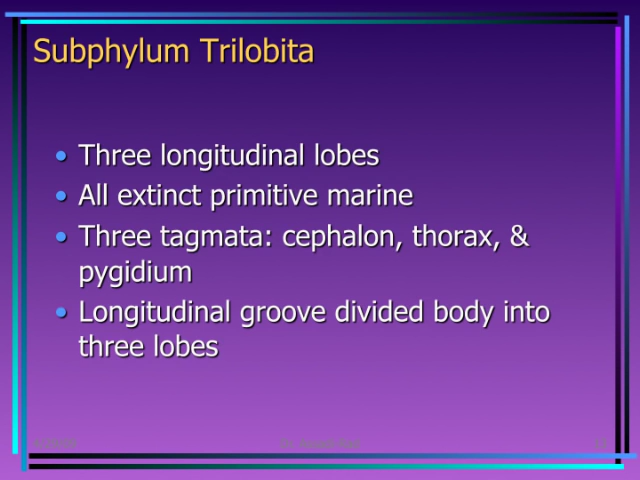 Subphylum Trilobita
• Three longitudinal lobes
• All extinct primitive marine
• Three tagmata: cephalon, thorax, &
pygidium
• Longitudinal groove divided body into
three lobes